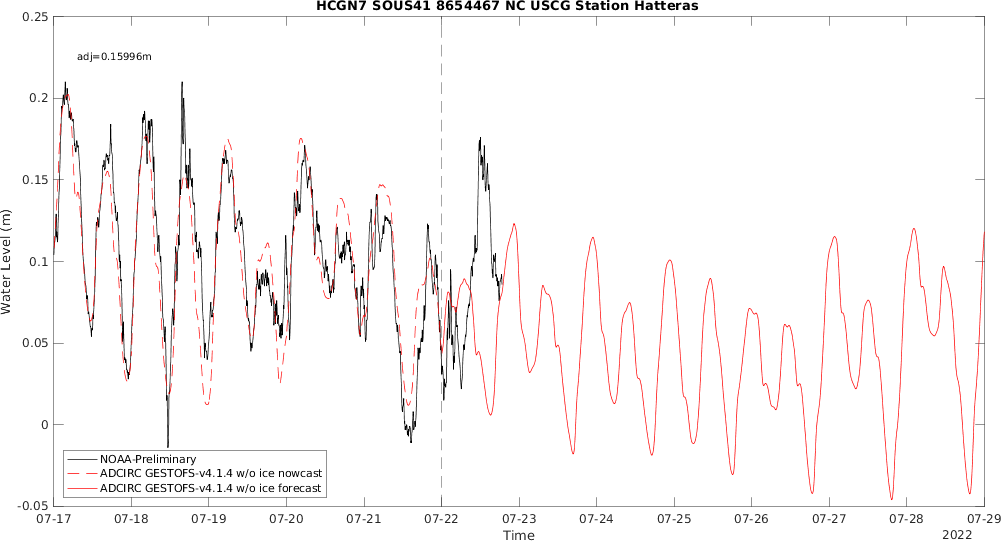 HCGN7 SOUS41 8654467 NC USCG Station Hatteras
adj=0.15996m
Water Level (m)
0.25
0.2
0.15
0.1
0.05
0
-0.05
NOAA-Preliminary
ADCIRC GESTOFS-v4.1.4 w/o ice nowcast
ADCIRC GESTOFS-v4.1.4 w/o ice forecast
07-17 07-18 07-19 07-20 07-21 07-22 07-23 07-24 07-25 07-26 07-27 07-28 07-29
Time
2022